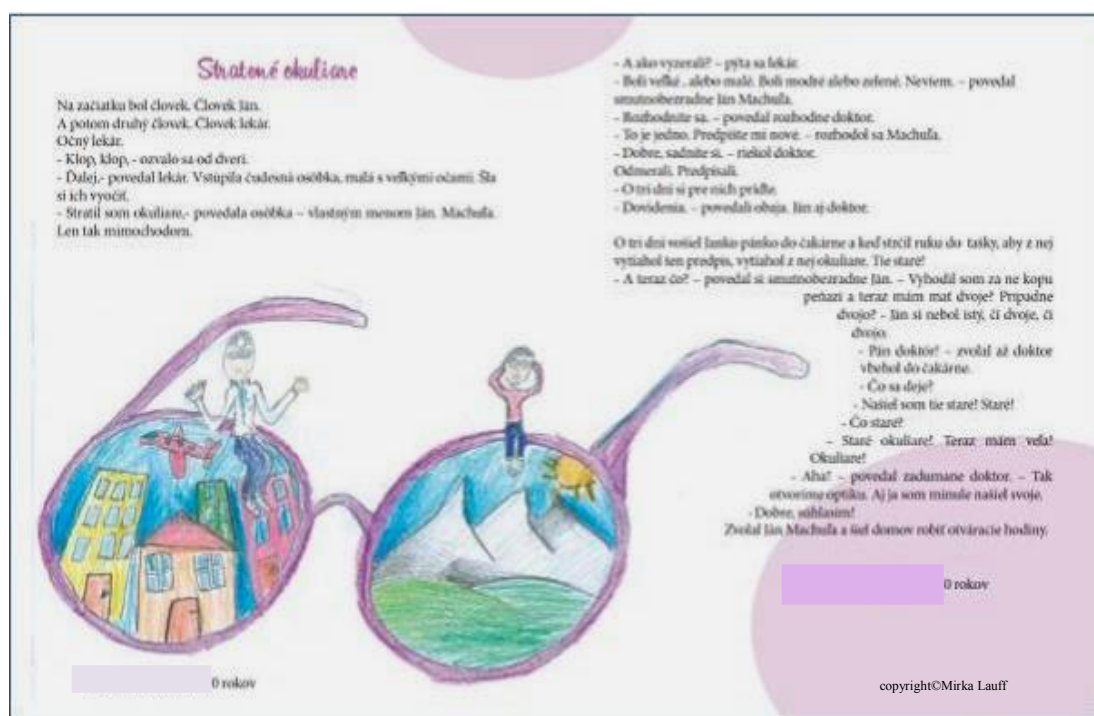 Stratené okuliare
Na začiatku bol človek. Človek Ján.
A potom druhý človek. Človek lekár.
Očný lekár.
- Klop, klop, - ozvalo sa od dverí.
- Ďalej,- povedal lekár. Vstúpila čudesná osôbka, malá s veľkými očami. Šla
si ich vyočiť.
- Stratil som okuliare,- povedala osôbka – vlastným menom Ján. Machuľa.
Len tak mimochodom.
- A ako vyzerali? – pýta sa lekár.
- Boli veľké , alebo malé. Boli modré alebo zelené. Neviem. – povedal
smutnobezradne Ján Machuľa.
- Rozhodnite sa. – povedal rozhodne doktor.
- To je jedno. Predpíšte mi nové. – rozhodol sa Machuľa.
- Dobre, sadnite si. – riekol doktor.
Odmerali. Predpísali.
- O tri dni si pre nich príďte.
- Dovidenia. – povedali obaja. Ján aj doktor.
O tri dni vošiel Janko pánko do čakárne a keď strčil ruku do tašky, aby z nej
vytiahol ten predpis, vytiahol z nej okuliare. Tie staré!
- A teraz čo? – povedal si smutnobezradne Ján. – Vyhodil som za ne kopu
peňazí a teraz mám mať dvoje? Prípadne
dvojo? – Ján si nebol istý, či dvoje, či
dvojo.
- Pán doktór! – zvolal až doktor
vbehol do čakárne.
- Čo sa deje?
- Našiel som tie staré! Staré!
- Čo staré?
- Staré okuliare! Teraz mám veľa!
Okuliare!
- Aha! – povedal zadumane doktor. – Tak
otvoríme optiku. Aj ja som minule našiel svoje.
- Dobre, súhlasím!
Zvolal Ján Machuľa a šiel domov robiť otváracie hodiny.
0 rokov
0 rokov
copyright©Mirka Lauff